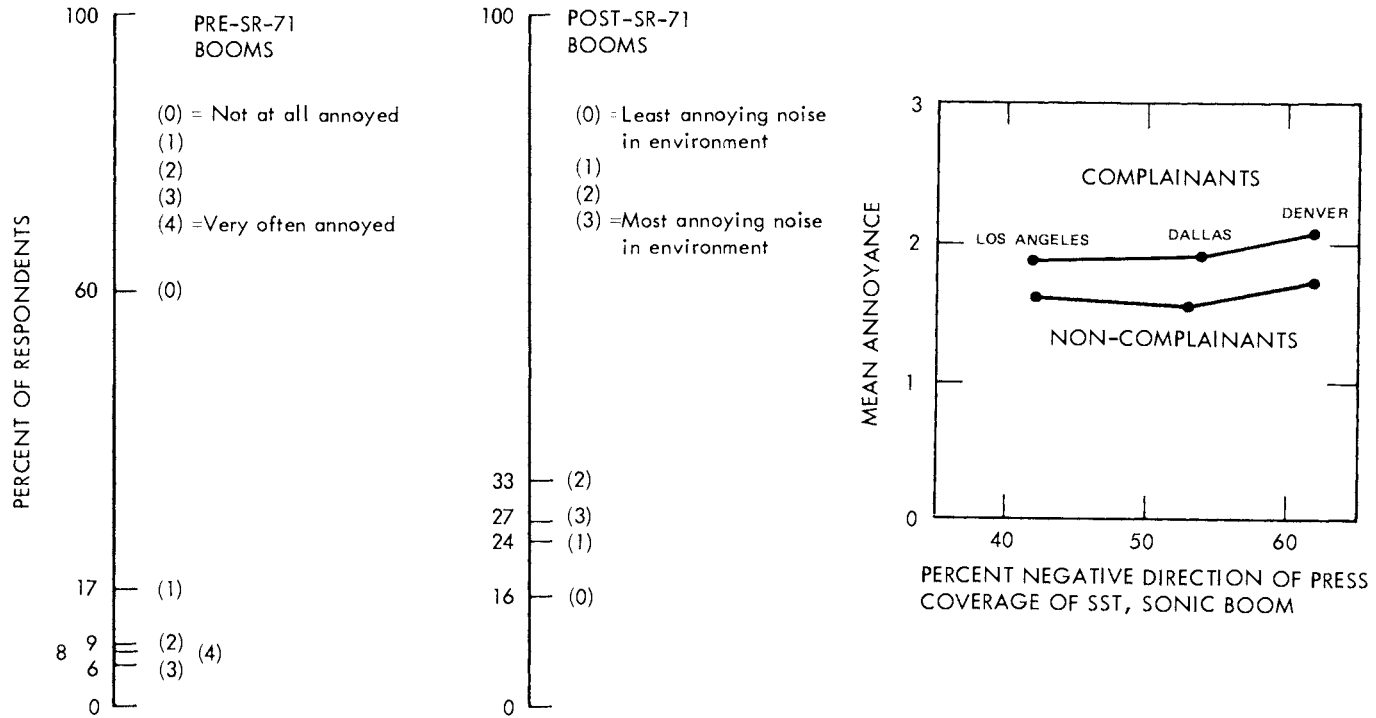 100
PRE-SR-71
BOOMS
(0) = Not at all annoyed
(1)
(2)
(3)
(4) =Very often annoyed
PERCENT OF RESPONDENTS
60 (0)
17 (1)
9 (2)
8 (4)
6 (3)
0
100
POST-SR-71
BOOMS
(0) =Least annoying noise
in environment
(1)
(2)
(3) =Most annoying noise
in environment
33 (2)
27 (3)
24 (1)
16 (0)
0
3
COMPLAINANTS
DENVER
LOS ANGELES
DALLAS
2
MEAN ANNOYANCE
NON-COMPLAINANTS
1
0
40 50 60
PERCENT NEGATIVE DIRECTION OF PRESS
COVERAGE OF SST, SONIC BOOM